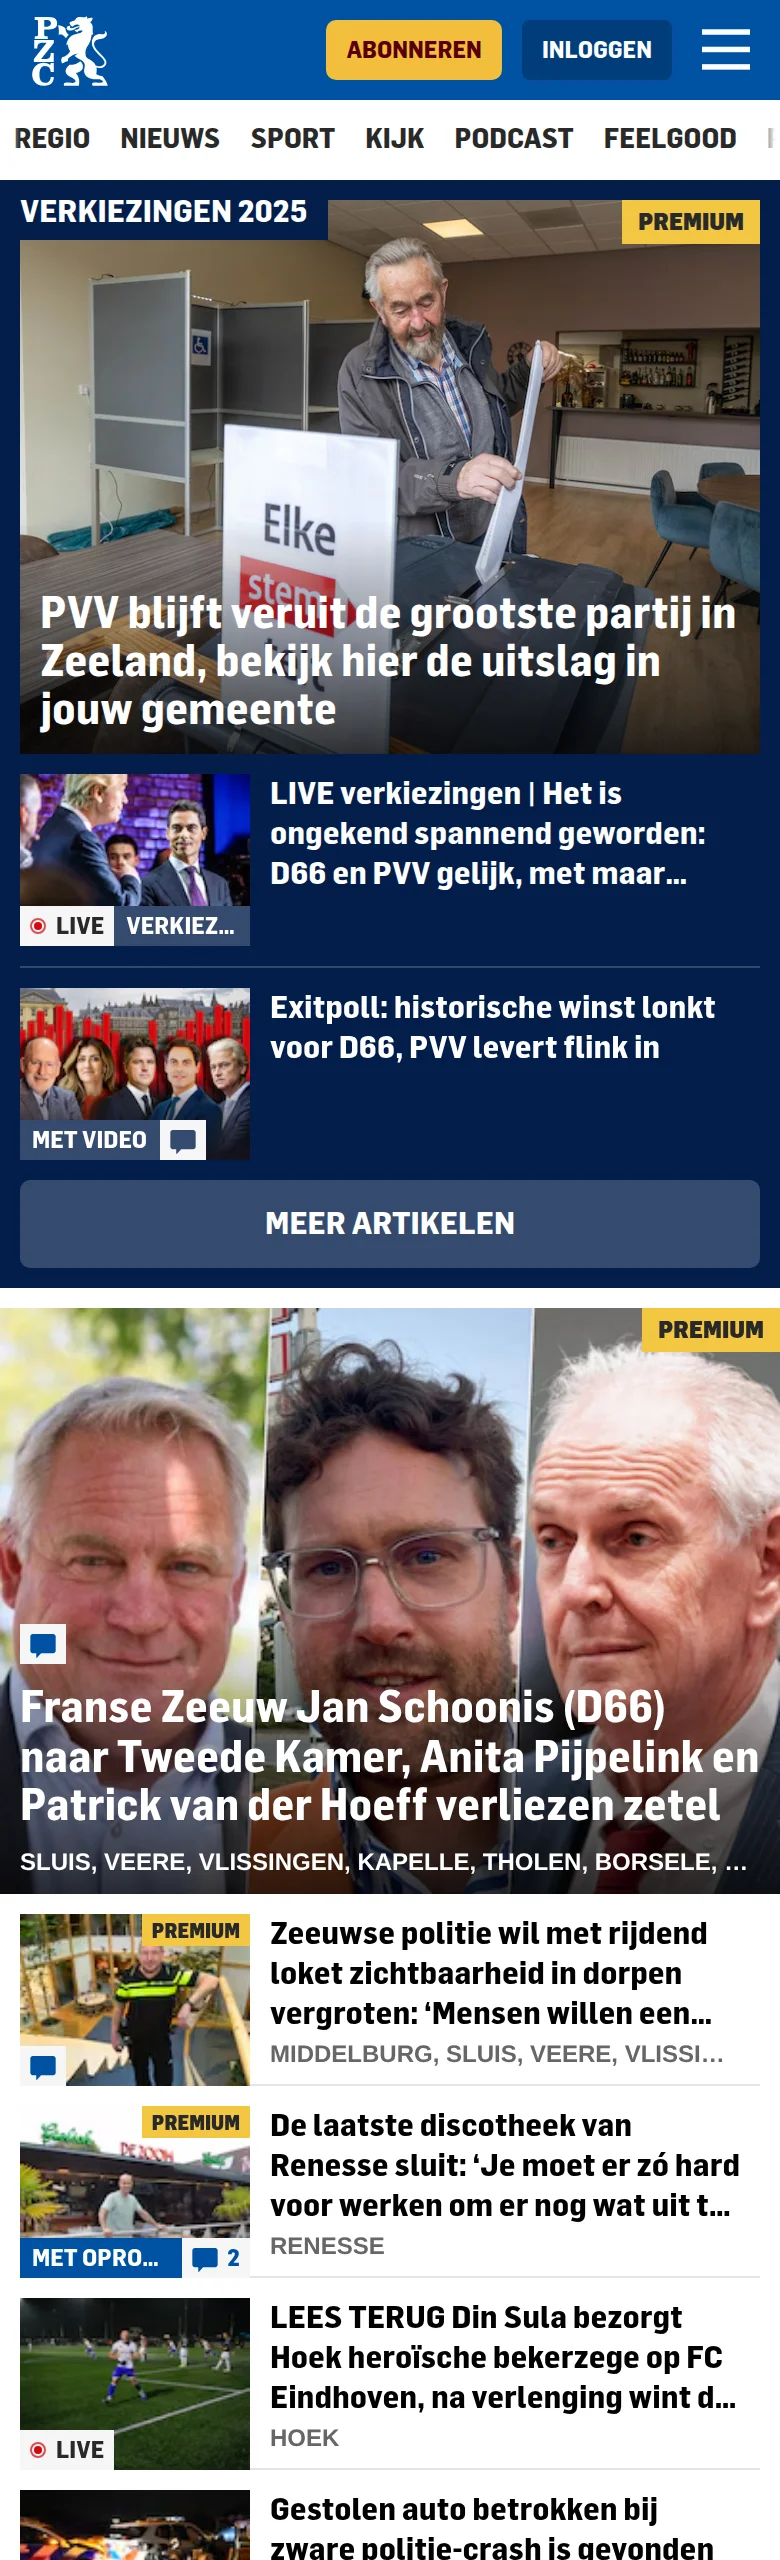 PZC
ABONNEREN
INLOGGEN
REGIO NIEUWS SPORT KIJK PODCAST FEELGOOD
VERKIEZINGEN 2025
PREMIUM
Elke
stem
PVV blijft veruit de grootste partij in
Zeeland, bekijk hier de uitslag in
jouw gemeente
LIVE verkiezingen | Het is
ongekend spannend geworden:
D66 en PVV gelijk, met maar...
LIVE VERKIEZ...
Exitpoll: historische winst lonkt
voor D66, PVV levert flink in
MET VIDEO
MEER ARTIKELEN
PREMIUM
Franse Zeeuw Jan Schoonis (D66)
naar Tweede Kamer, Anita Pijpelink en
Patrick van der Hoeff verliezen zetel
SLUIS, VEERE, VLISSINGEN, KAPELLE, THOLEN, BORSELE, ...
PREMIUM
Zeeuwse politie wil met rijdend
loket zichtbaarheid in dorpen
vergroten: ‘Mensen willen een...
MIDDELBURG, SLUIS, VEERE, VLISSI...
PREMIUM
De laatste discotheek van
Renesse sluit: ‘Je moet er zó hard
voor werken om er nog wat uit t...
RENESSE
MET OPRO... 2
LEES TERUG Din Sula bezorgt
Hoek heroïsche bekerzege op FC
Eindhoven, na verlenging wint d...
HOEK
LIVE
Gestolen auto betrokken bij
zware politie-crash is gevonden